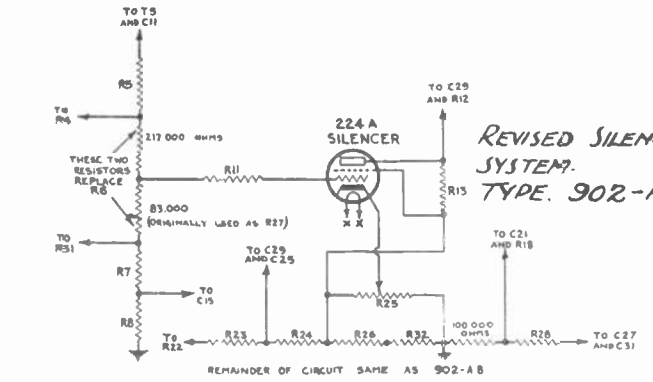 TO T5
AND C11
R5
TO
R14
217,000 OHMS
THESE TWO
RESISTORS
REPLACE
R6
R11
83,000
(ORIGINALLY USED AS R27)
TO
R31
R7
TO
C15
R8
224 A
SILENCER
X X
TO C29
AND R12
R13
REVISED SILEN
SYSTEM.
TYPE. 902-A
TO C29
AND C25
R25
TO C21
AND R18
TO
R22
R23
R24
R26
R32
100,000
OHMS
R28
TO C27
AND C31
REMAINDER OF CIRCUIT SAME AS 902-AB